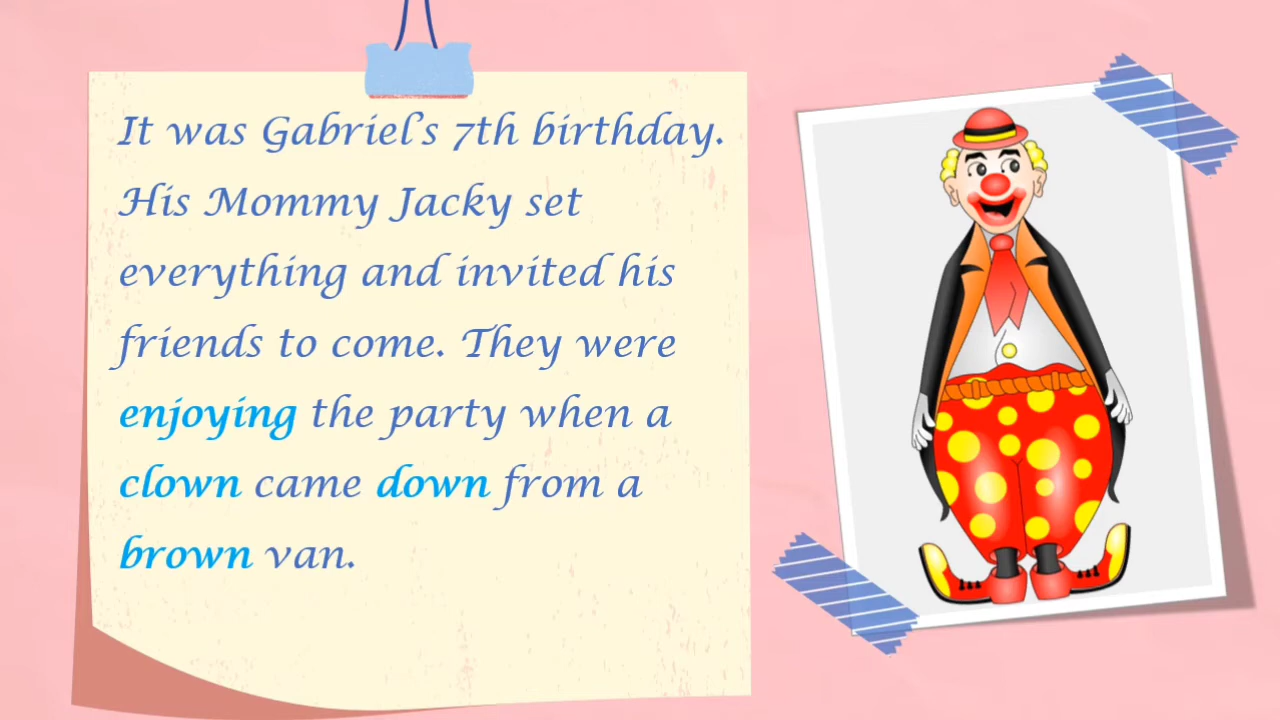 It was Gabriel's 7th birthday.
His Mommy Jacky set
everything and invited his
friends to come. They were
enjoying the party when a
clown came down from a
brown van.